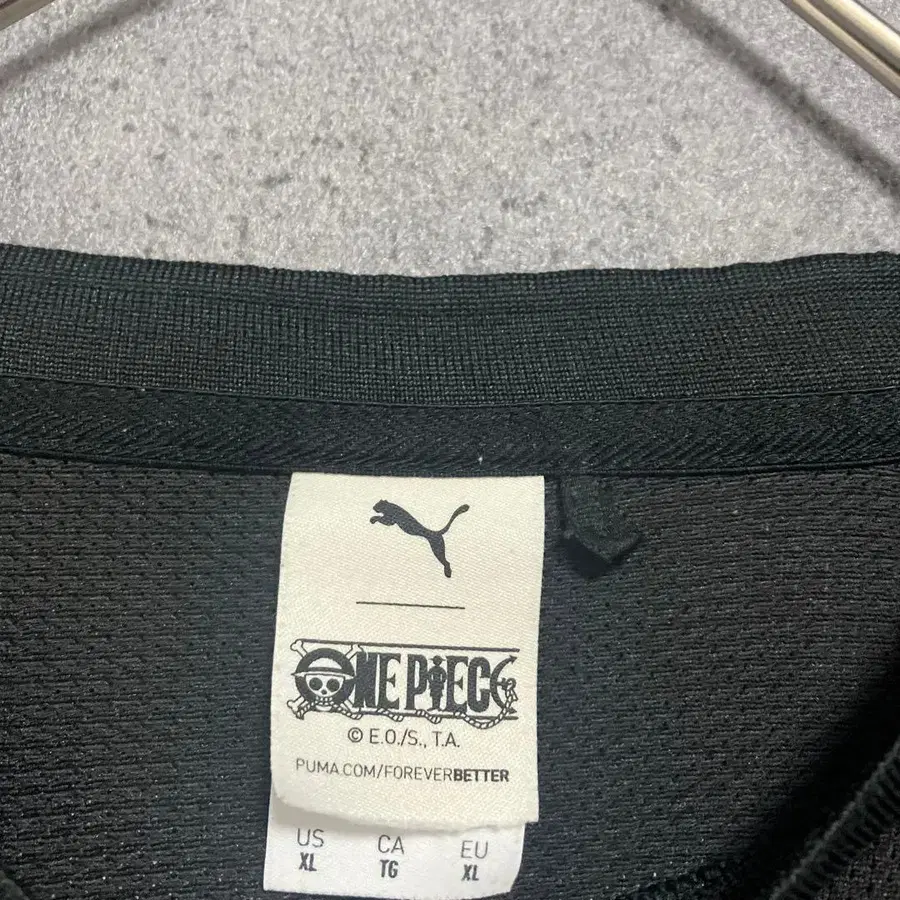 ONE PIECE
© E.O./S., T.A.
PUMA.COM/FOREVERBETTER
US CA EU
XL TG XL